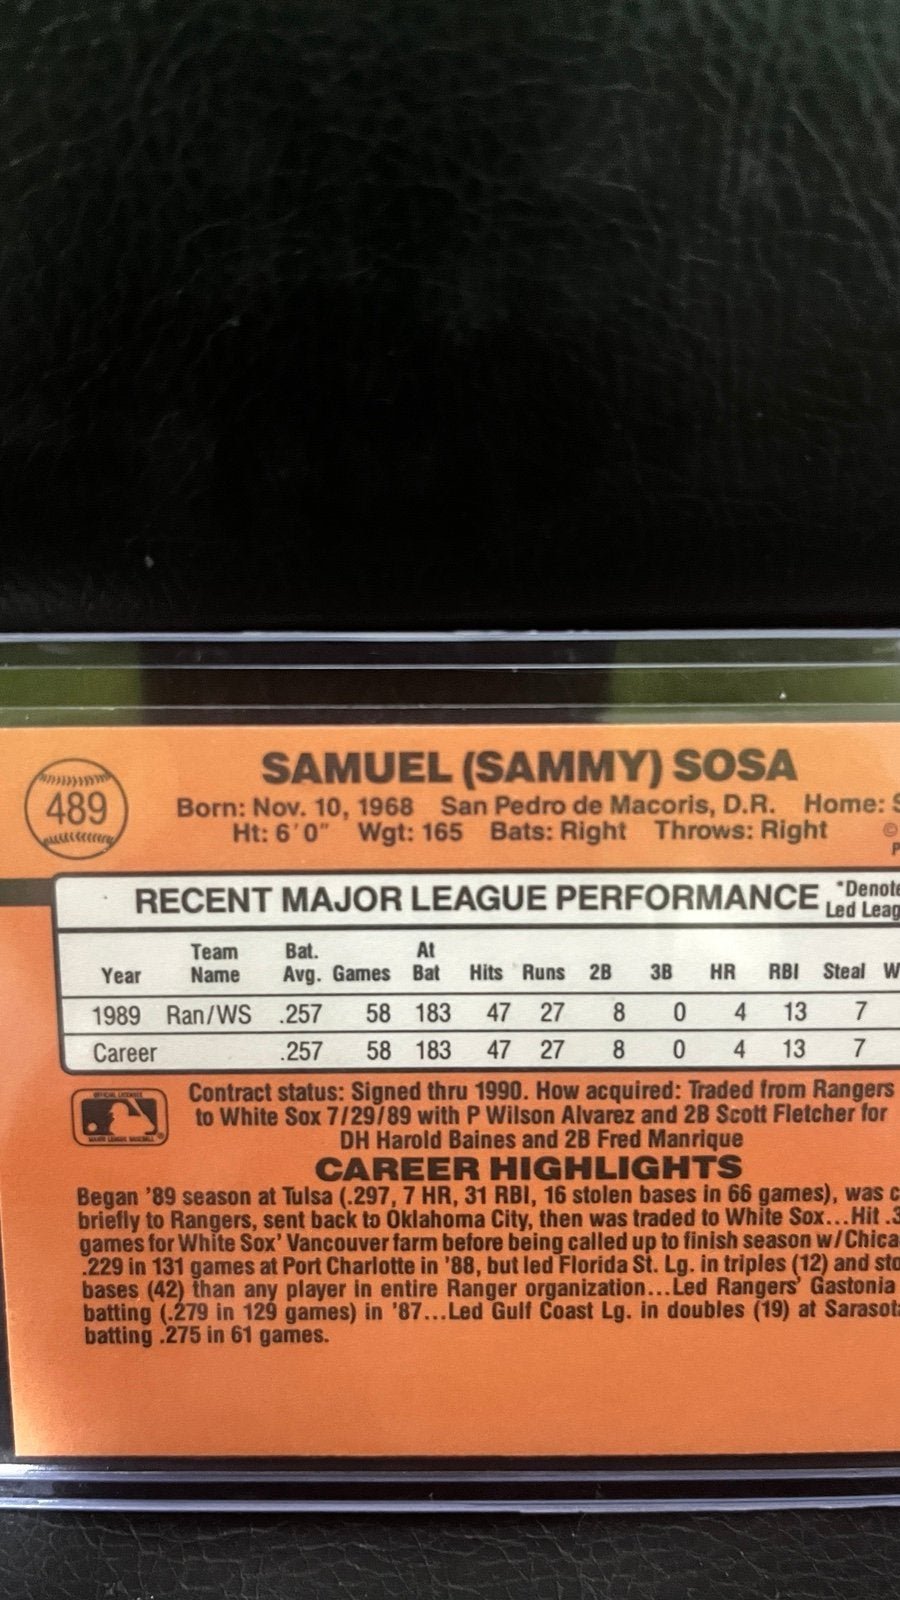 489
SAMUEL (SAMMY) SOSA
Born: Nov. 10, 1968 San Pedro de Macoris, D.R. Home:
Ht: 6'0" Wgt: 165 Bats: Right Throws: Right ©
RECENT MAJOR LEAGUE PERFORMANCE *Denote
Led Leag
Year Team Name Bat. Avg. Games At Bat Hits Runs 2B 3B HR RBI Steal W
1989 Ran/WS .257 58 183 47 27 8 0 4 13 7
Career .257 58 183 47 27 8 0 4 13 7
Contract status: Signed thru 1990. How acquired: Traded from Rangers
to White Sox 7/29/89 with P Wilson Alvarez and 2B Scott Fletcher for
DH Harold Baines and 2B Fred Manrique
CAREER HIGHLIGHTS
Began '89 season at Tulsa (.297, 7 HR, 31 RBI, 16 stolen bases in 66 games), was c
briefly to Rangers, sent back to Oklahoma City, then was traded to White Sox...Hit .3
games for White Sox' Vancouver farm before being called up to finish season w/Chica
.229 in 131 games at Port Charlotte in '88, but led Florida St. Lg. in triples (12) and sto
bases (42) than any player in entire Ranger organization...Led Rangers' Gastonia
batting (.279 in 129 games) in '87...Led Gulf Coast Lg. in doubles (19) at Sarasota
batting .275 in 61 games.